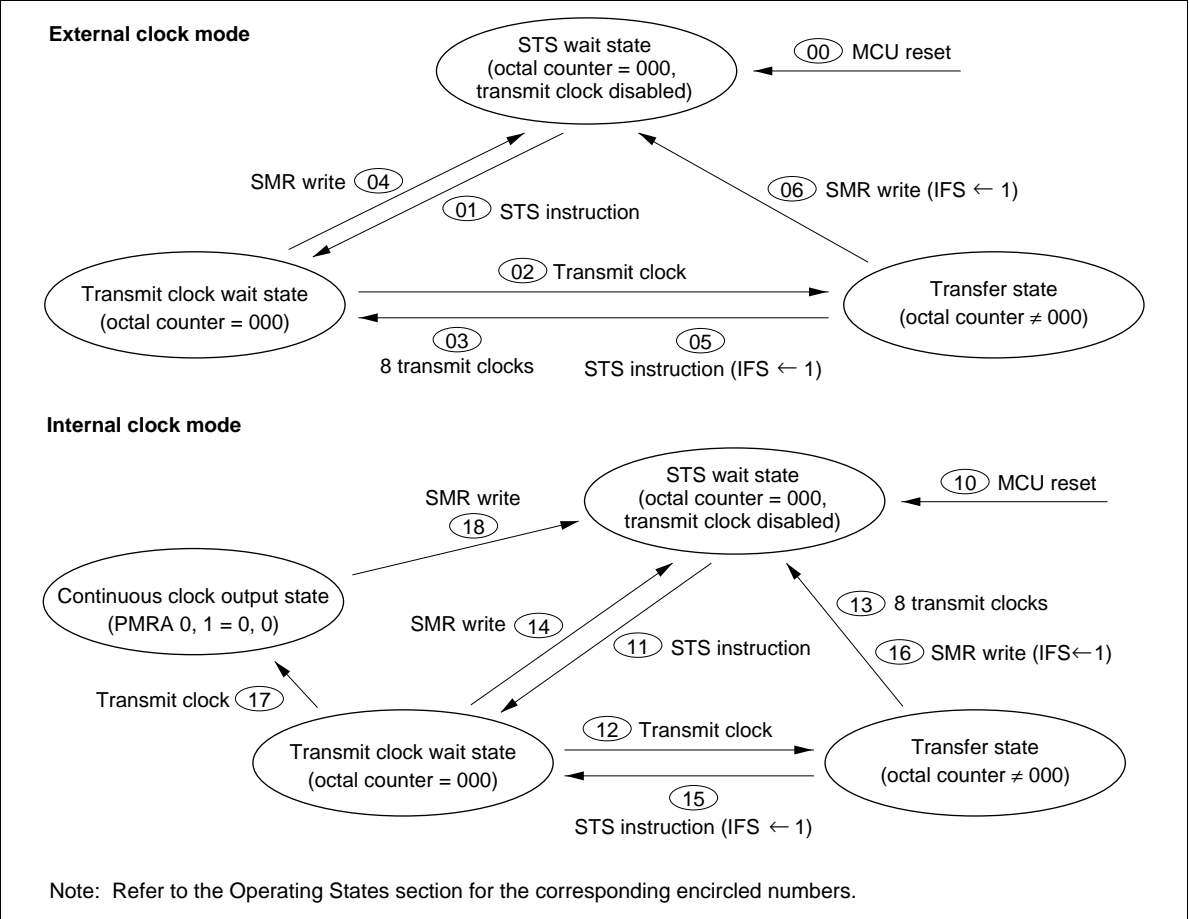 External clock mode
STS wait state
(octal counter = 000,
transmit clock disabled)
00 MCU reset
SMR write 04
01 STS instruction
06 SMR write (IFS ← 1)
Transmit clock wait state
(octal counter = 000)
02 Transmit clock
Transfer state
(octal counter ≠ 000)
03
8 transmit clocks
05
STS instruction (IFS ← 1)
Internal clock mode
STS wait state
(octal counter = 000,
transmit clock disabled)
10 MCU reset
SMR write
18
Continuous clock output state
(PMRA 0, 1 = 0, 0)
SMR write 14
11 STS instruction
13 8 transmit clocks
16 SMR write (IFS←1)
Transmit clock 17
Transmit clock wait state
(octal counter = 000)
12 Transmit clock
Transfer state
(octal counter ≠ 000)
15
STS instruction (IFS ← 1)
Note: Refer to the Operating States section for the corresponding encircled numbers.